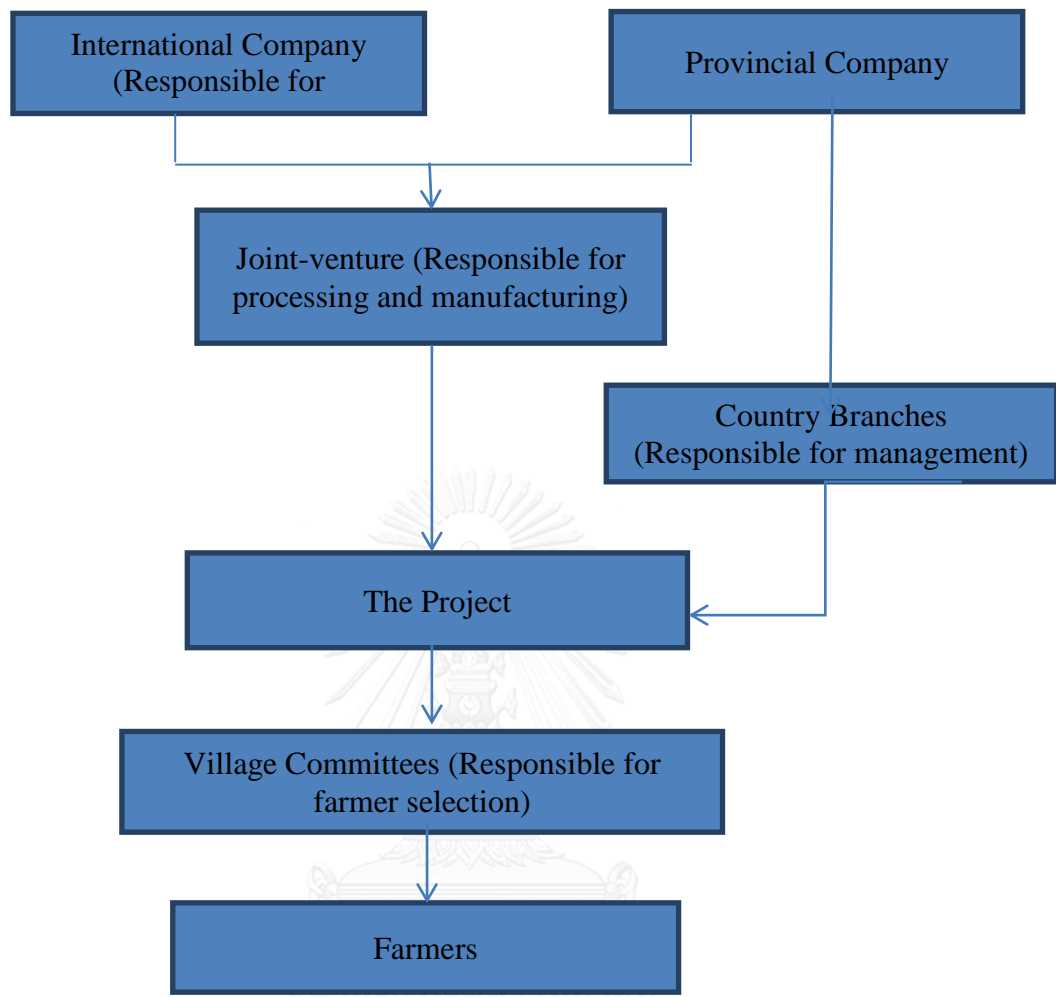 International Company
(Responsible for
Provincial Company
Joint-venture (Responsible for
processing and manufacturing)
Country Branches
(Responsible for management)
The Project
Village Committees (Responsible for
farmer selection)
Farmers